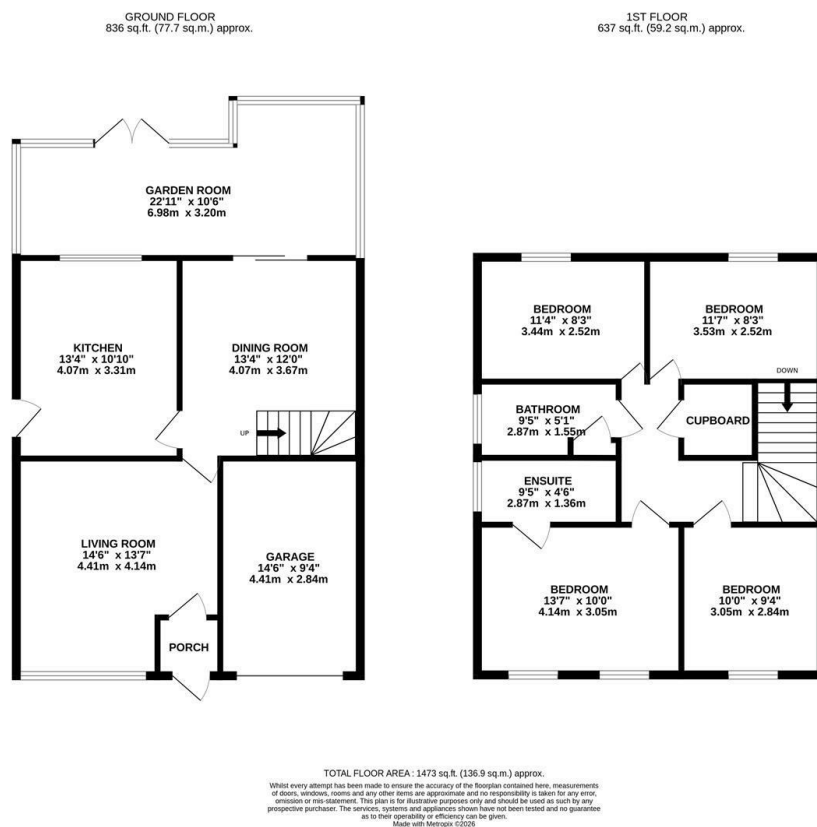 GROUND FLOOR
836 sq.ft. (77.7 sq.m.) approx.
1ST FLOOR
637 sq.ft. (59.2 sq.m.) approx.
GARDEN ROOM
22'11" x 10'6"
6.98m x 3.20m
KITCHEN
13'4" x 10'10"
4.07m x 3.31m
DINING ROOM
13'4" x 12'0"
4.07m x 3.67m
UP
LIVING ROOM
14'6" x 13'7"
4.41m x 4.14m
GARAGE
14'6" x 9'4"
4.41m x 2.84m
PORCH
BEDROOM
11'4" x 8'3"
3.44m x 2.52m
BEDROOM
11'7" x 8'3"
3.53m x 2.52m
DOWN
BATHROOM
9'5" x 5'1"
2.87m x 1.55m
CUPBOARD
ENSUITE
9'5" x 4'6"
2.87m x 1.36m
BEDROOM
13'7" x 10'0"
4.14m x 3.05m
BEDROOM
10'0" x 9'4"
3.05m x 2.84m
TOTAL FLOOR AREA : 1473 sq.ft. (136.9 sq.m.) approx.
Whilst every attempt has been made to ensure the accuracy of the floorplan contained here, measurements
of doors, windows, rooms and any other items are approximate and no responsibility is taken for any error,
omission or mis-statement. This plan is for illustrative purposes only and should be used as such by any
prospective purchaser. The services, systems and appliances shown have not been tested and no guarantee
as to their operability or efficiency can be given.
Made with Metropix ©2026